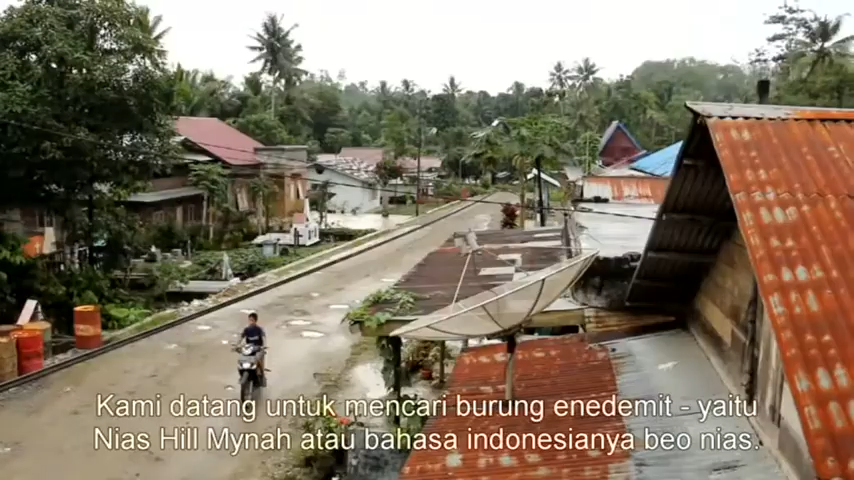 Kami datang untuk mencari burung enedemit - yaitu
Nias Hill Mynah atau bahasa indonesianya beo nias.